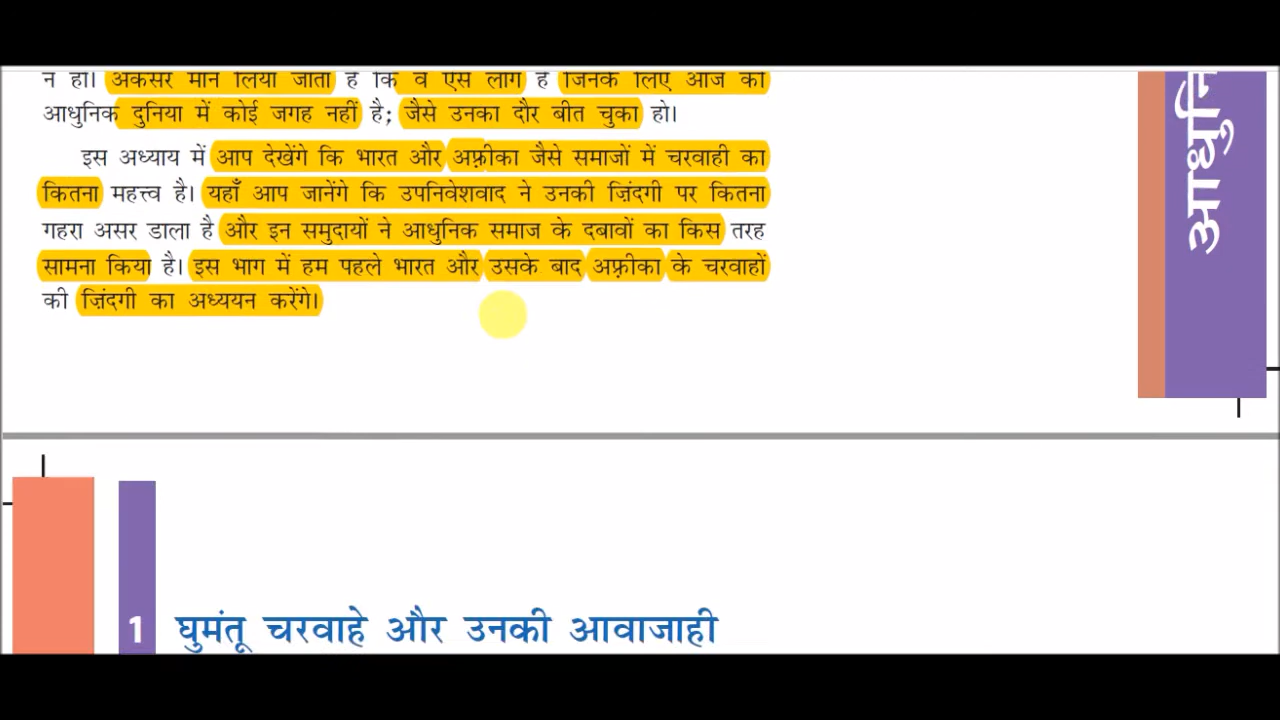 न हो। अकसर मान लिया जाता है कि वे ऐसे लोग हैं जिनके लिए आज की
आधुनिक दुनिया में कोई जगह नहीं है; जैसे उनका दौर बीत चुका हो।
इस अध्याय में आप देखेंगे कि भारत और अफ़्रीका जैसे समाजों में चरवाही का
कितना महत्त्व है। यहाँ आप जानेंगे कि उपनिवेशवाद ने उनकी ज़िंदगी पर कितना
गहरा असर डाला है और इन समुदायों ने आधुनिक समाज के दबावों का किस तरह
सामना किया है। इस भाग में हम पहले भारत और उसके बाद अफ़्रीका के चरवाहों
की ज़िंदगी का अध्ययन करेंगे।
1 घुमंतू चरवाहे और उनकी आवाजाही